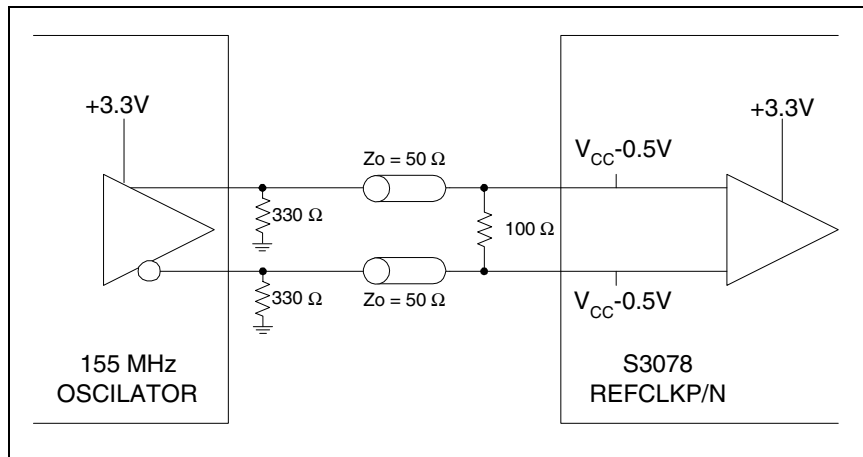 +3.3V
+3.3V
Zo = 50 Ω
V_CC-0.5V
330 Ω
100 Ω
330 Ω
Zo = 50 Ω
V_CC-0.5V
155 MHz
OSCILATOR
S3078
REFCLKP/N